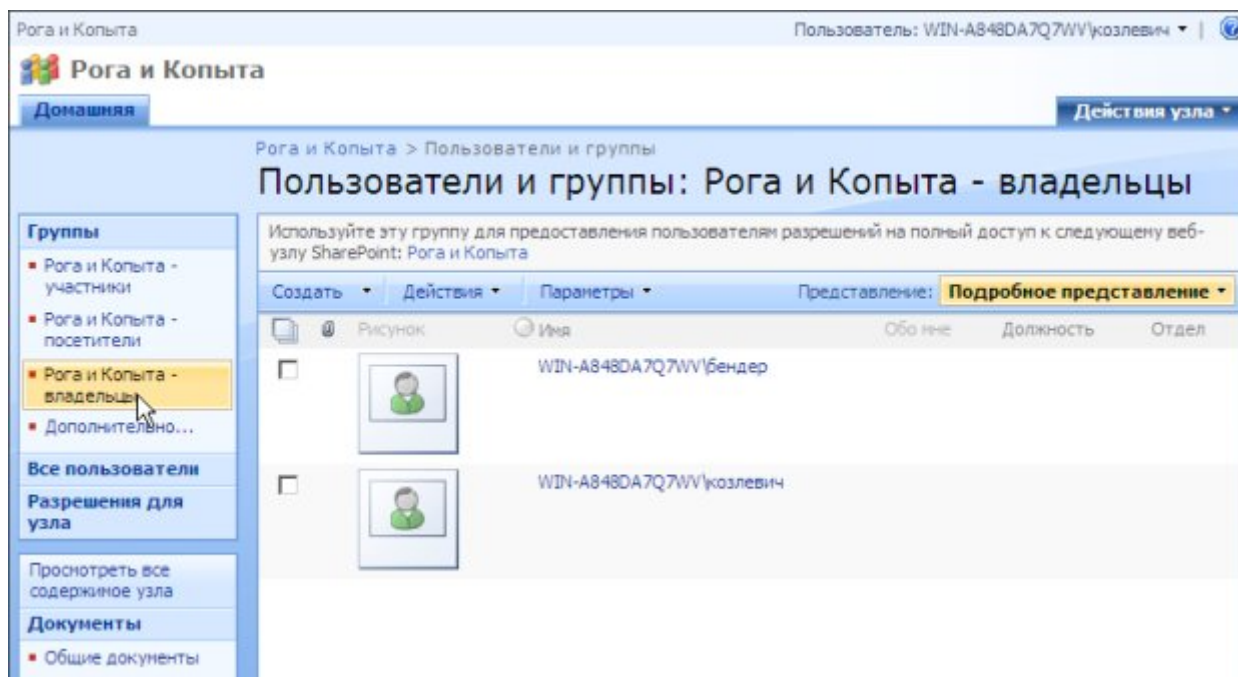 Рога и Копыта
Пользователь: WIN-A848DA7Q7WV\козлевич
Рога и Копыта
Домашняя
Действия узла
Рога и Копыта > Пользователи и группы
Пользователи и группы: Рога и Копыта - владельцы
Группы
Рога и Копыта -
участники
Рога и Копыта -
посетители
Рога и Копыта -
владельцы
Дополнительно...
Все пользователи
Разрешения для
узла
Просмотреть все
содержимое узла
Документы
Общие документы
Используйте эту группу для предоставления пользователям разрешений на полный доступ к следующему веб-
узлу SharePoint: Рога и Копыта
Создать Действия Параметры Представление: Подробное представление
Рисунок Имя Обо мне Должность Отдел
WIN-A848DA7Q7WV\бендер
WIN-A848DA7Q7WV\козлевич